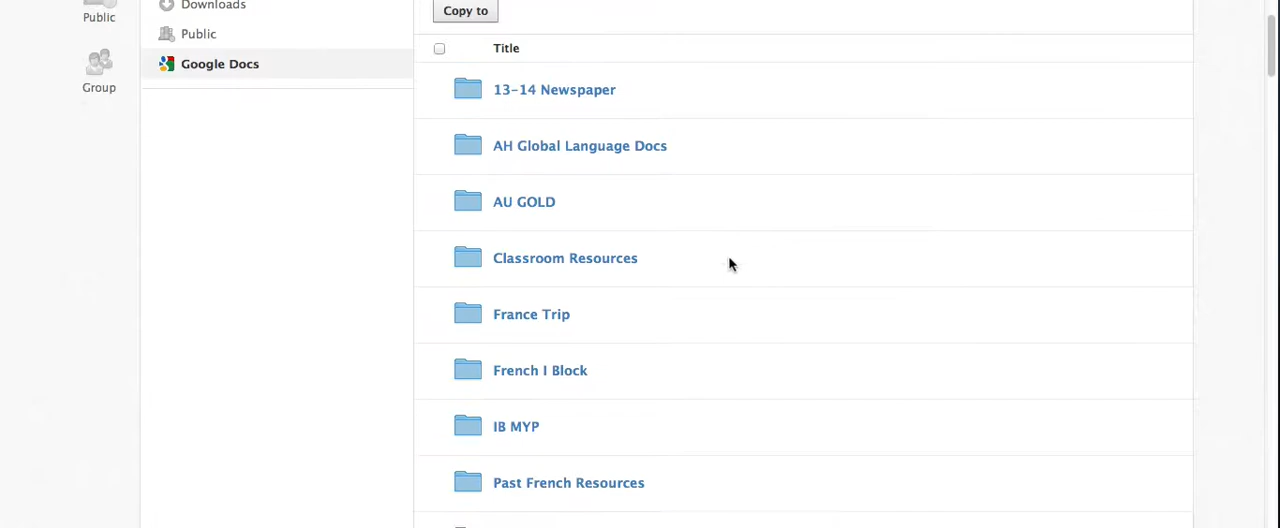 Public
Group
Downloads
Public
Google Docs
Copy to
Title
13-14 Newspaper
AH Global Language Docs
AU GOLD
Classroom Resources
France Trip
French I Block
IB MYP
Past French Resources